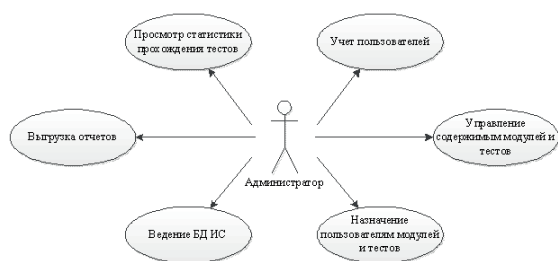 Просмотр статистики
прохождения тестов
Учет пользователей
Выгрузка отчетов
Управление
содержимым модулей и
тестов
Администратор
Ведение БД ИС
Назначение
пользователям модулей
и тестов